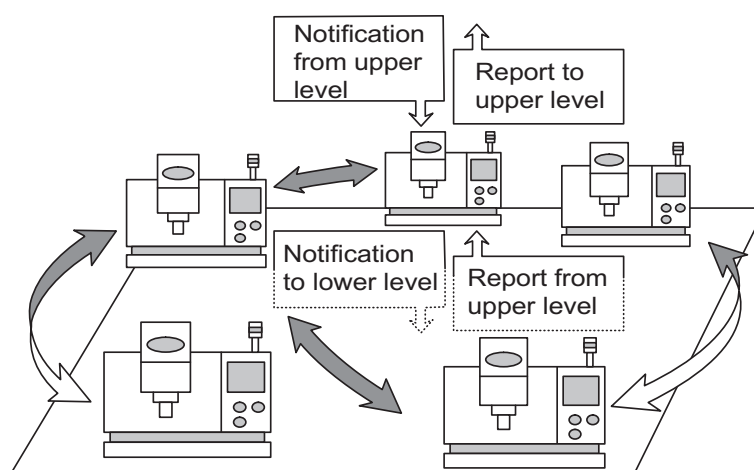 Notification
from upper
level
Report to
upper level
Notification
to lower level
Report from
upper level